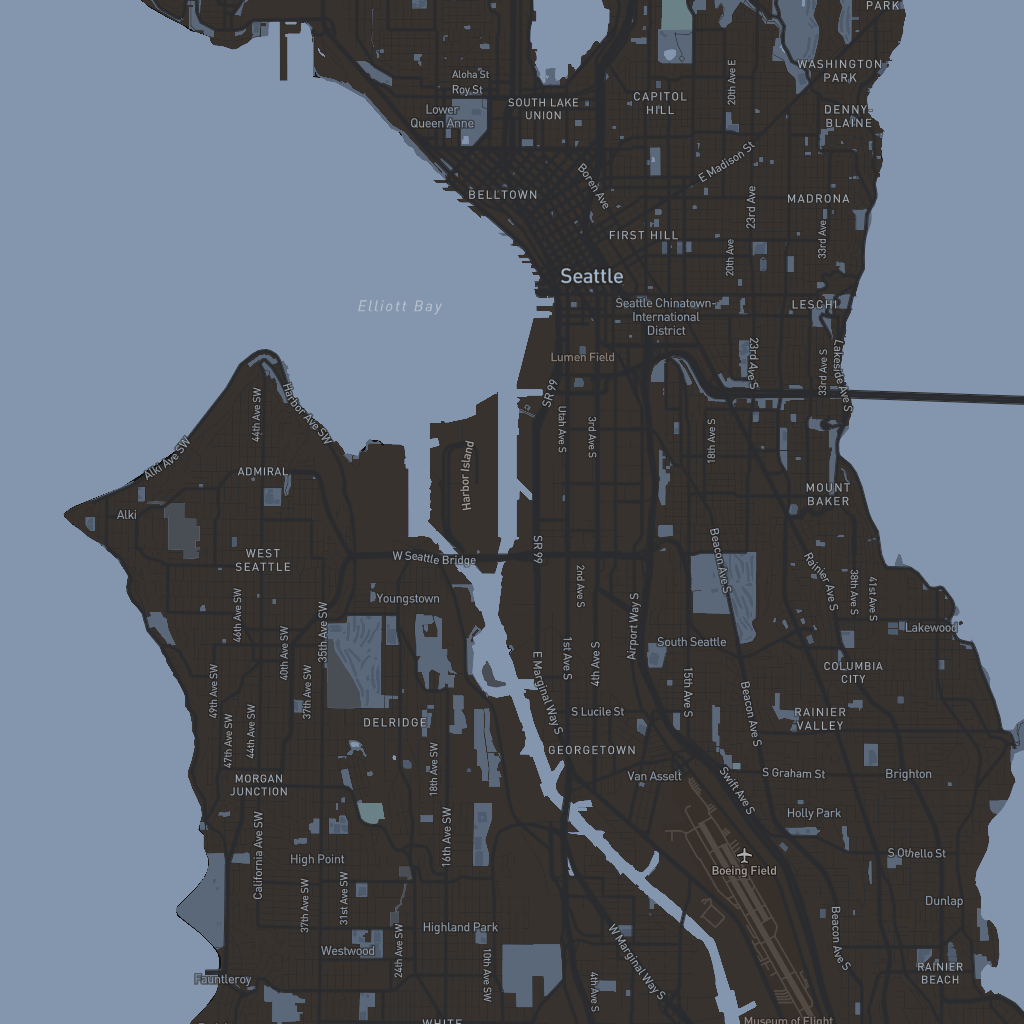 PARK
WASHINGTON
PARK
Aloha St
Roy St
20th Ave E
CAPITOL
HILL
SOUTH LAKE
UNION
Lower
Queen Anne
DENNY-
BLAINE
E Madison St
Boren Ave
BELLTOWN
MADRONA
23rd Ave
33rd Ave
FIRST HILL
20th Ave
Seattle
Elliott Bay
Seattle Chinatown-
International
District
LESCHI
Lumen Field
23rd Ave S
33rd Ave S
Lakeside Ave S
SR 99
Harbor Ave SW
44th Ave SW
Utah Ave S
3rd Ave S
18th Ave S
Alki Ave SW
ADMIRAL
Harbor Island
MOUNT
BAKER
Alki
SR 99
WEST
SEATTLE
W Seattle Bridge
Beacon Ave S
Rainier Ave S
38th Ave S
41st Ave S
2nd Ave S
Youngstown
46th Ave SW
35th Ave SW
Airport Way S
Lakewood
40th Ave SW
1st Ave S
4th Ave S
South Seattle
COLUMBIA
CITY
49th Ave SW
37th Ave SW
E Marginal Way S
15th Ave S
Beacon Ave S
S Lucile St
RAINIER
VALLEY
DELRIDGE
47th Ave SW
44th Ave SW
GEORGETOWN
18th Ave SW
MORGAN
JUNCTION
Van Asselt
Swift Ave S
S Graham St
Brighton
Holly Park
California Ave SW
16th Ave SW
High Point
S Othello St
Boeing Field
37th Ave SW
31st Ave SW
Dunlap
Highland Park
24th Ave SW
Westwood
10th Ave SW
W Marginal Way S
Beacon Ave S
Fauntleroy
4th Ave S
RAINIER
BEACH
WHITE
Museum of Flight